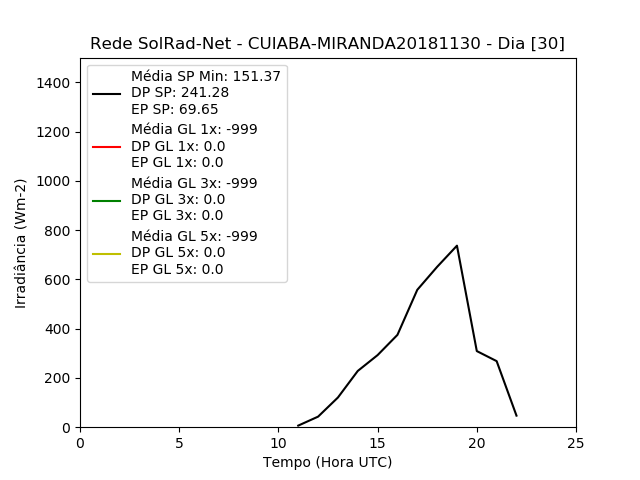 Rede SolRad-Net - CUIABA-MIRANDA20181130 - Dia [30]
Média SP Min: 151.37
DP SP: 241.28
EP SP: 69.65
Média GL 1x: -999
DP GL 1x: 0.0
EP GL 1x: 0.0
Média GL 3x: -999
DP GL 3x: 0.0
EP GL 3x: 0.0
Média GL 5x: -999
DP GL 5x: 0.0
EP GL 5x: 0.0
1400
1200
1000
800
600
400
200
0
Irradiância (Wm-2)
0 5 10 15 20 25
Tempo (Hora UTC)